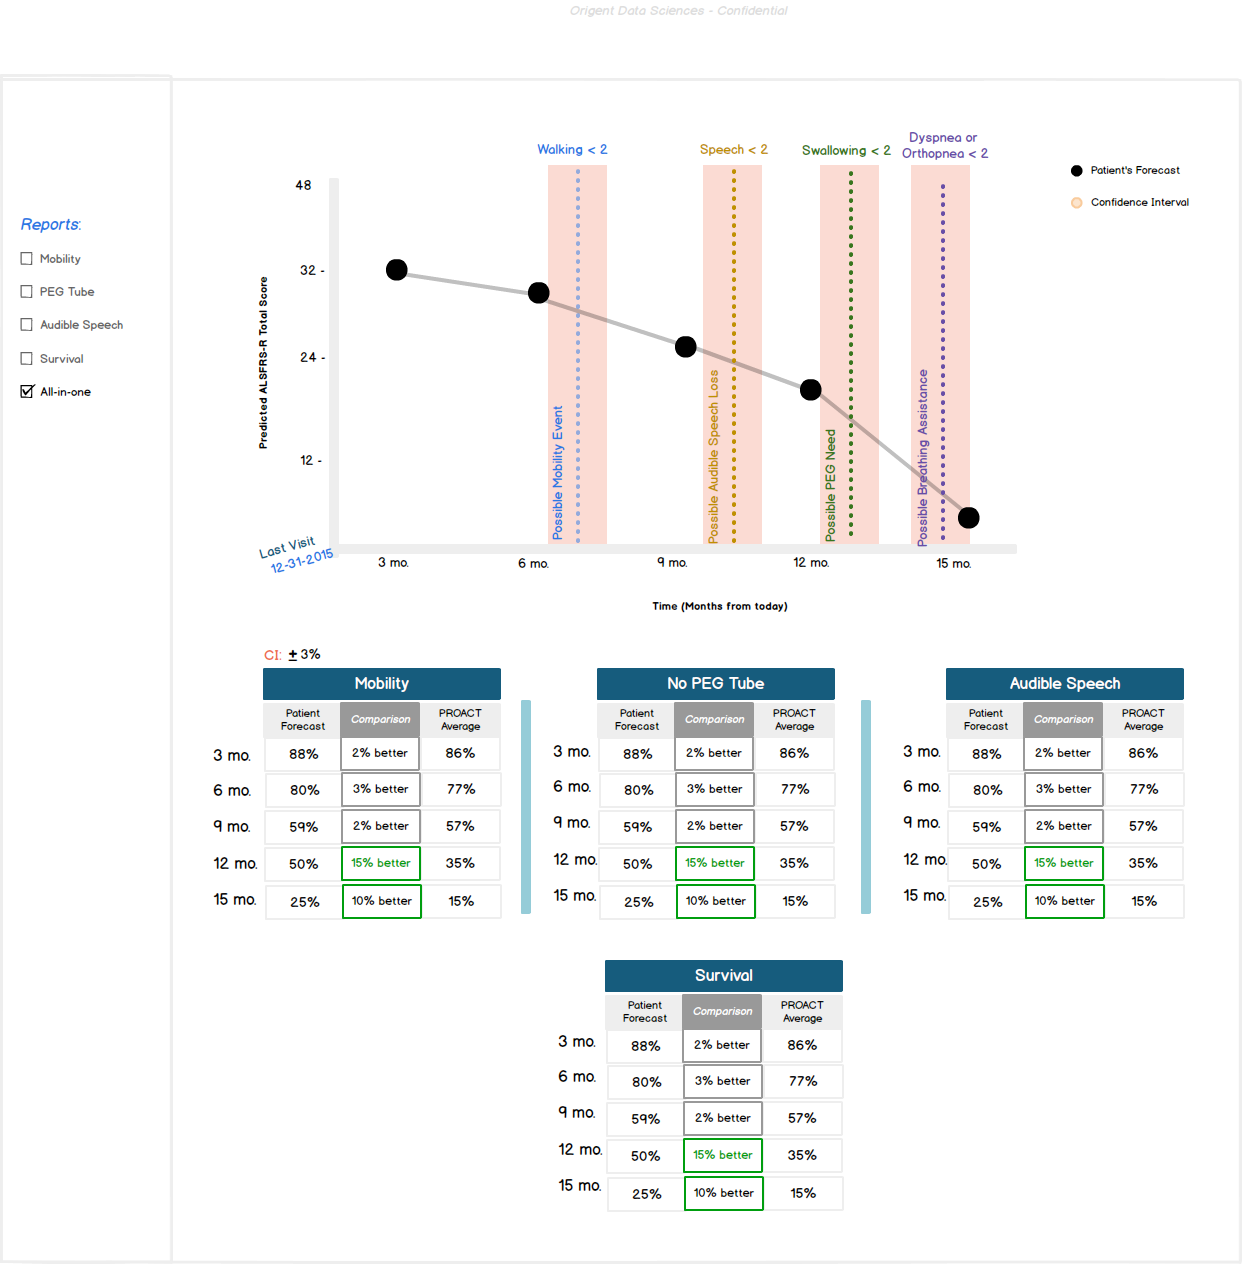 Origent Data Sciences - Confidential
Reports:
Mobility
PEG Tube
Audible Speech
Survival
All-in-one
Walking < 2
Speech < 2
Swallowing < 2
Dyspnea or
Orthopnea < 2
Patient's Forecast
Confidence Interval
48
32 -
24 -
12 -
Predicted ALSFRS-R Total Score
Possible Mobility Event
Possible Audible Speech Loss
Possible PEG Need
Possible Breathing Assistance
Last Visit
12-31-2015
3 mo.
6 mo.
9 mo.
12 mo.
15 mo.
Time (Months from today)
CI: ± 3%
Mobility
Patient Forecast Comparison PROACT Average
3 mo. 88% 2% better 86%
6 mo. 80% 3% better 77%
9 mo. 59% 2% better 57%
12 mo. 50% 15% better 35%
15 mo. 25% 10% better 15%
No PEG Tube
Patient Forecast Comparison PROACT Average
3 mo. 88% 2% better 86%
6 mo. 80% 3% better 77%
9 mo. 59% 2% better 57%
12 mo. 50% 15% better 35%
15 mo. 25% 10% better 15%
Audible Speech
Patient Forecast Comparison PROACT Average
3 mo. 88% 2% better 86%
6 mo. 80% 3% better 77%
9 mo. 59% 2% better 57%
12 mo. 50% 15% better 35%
15 mo. 25% 10% better 15%
Survival
Patient Forecast Comparison PROACT Average
3 mo. 88% 2% better 86%
6 mo. 80% 3% better 77%
9 mo. 59% 2% better 57%
12 mo. 50% 15% better 35%
15 mo. 25% 10% better 15%